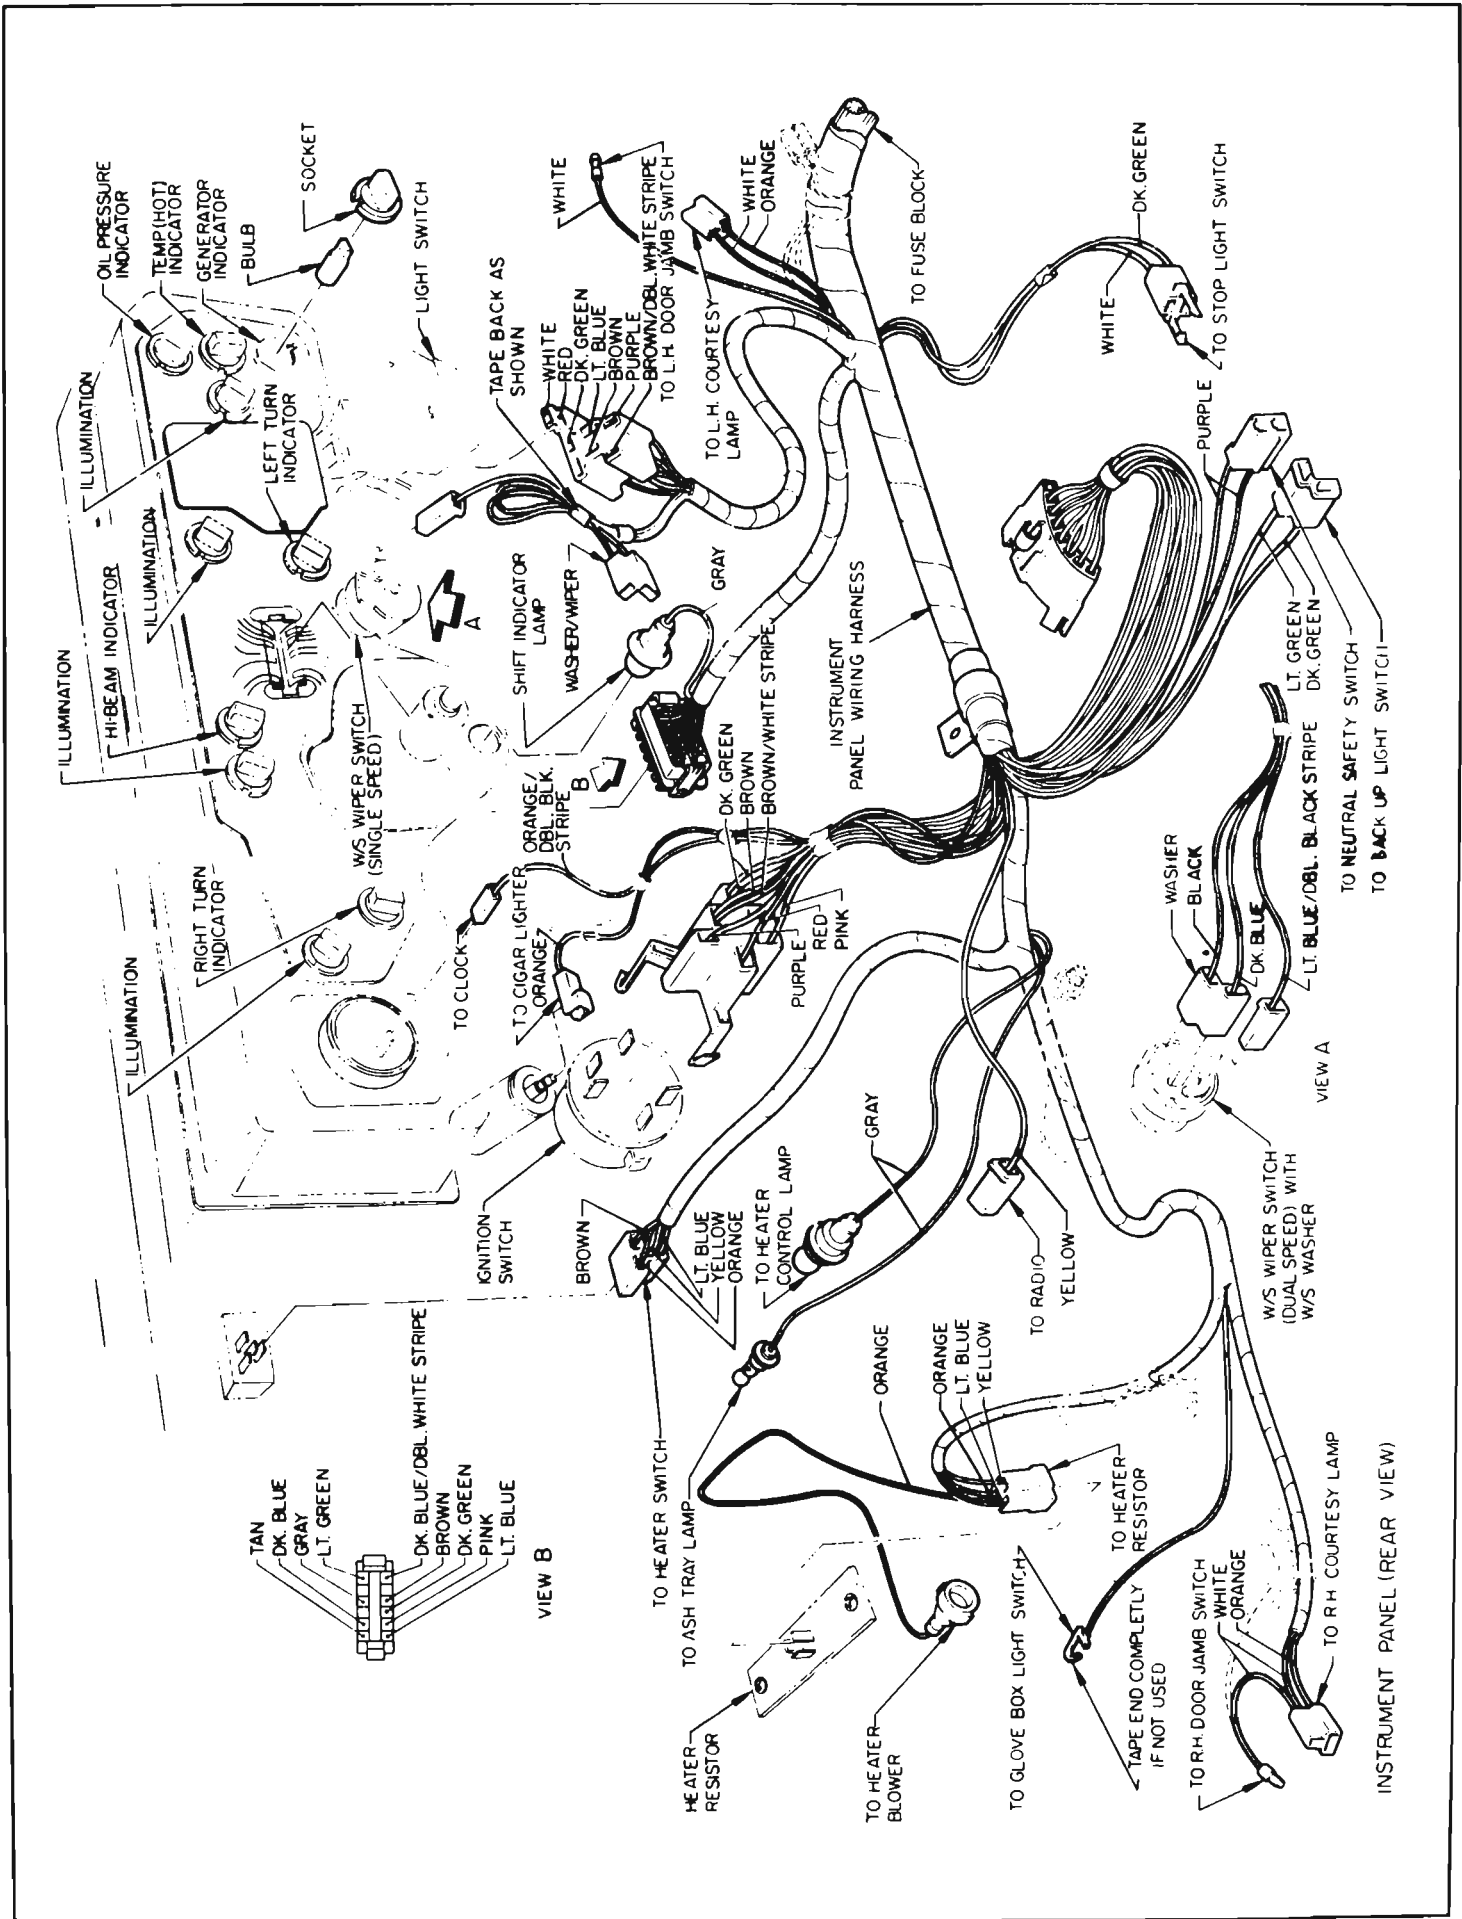 OIL PRESSURE
INDICATOR
TEMP(HOT)
INDICATOR
GENERATOR
INDICATOR
BULB
SOCKET
LIGHT SWITCH
ILLUMINATION
LEFT TURN
INDICATOR
ILLUMINATION
HI-BEAM INDICATOR
ILLUMINATION
W/S WIPER SWITCH
(SINGLE SPEED)
A
RIGHT TURN
INDICATOR
ILLUMINATION
TAPE BACK AS
SHOWN
WHITE
RED
DK. GREEN
LT. BLUE
BROWN
PURPLE
BROWN/DBL. WHITE STRIPE
TO L.H. DOOR JAMB SWITCH
WHITE
WHITE
ORANGE
TO L.H. COURTESY
LAMP
TO FUSE BLOCK
DK. GREEN
WHITE
TO STOP LIGHT SWITCH
SHIFT INDICATOR
LAMP
WASHER/WIPER
GRAY
B
ORANGE/
DBL. BLK.
STRIPE
TO CLOCK
TO CIGAR LIGHTER
ORANGE
DK. GREEN
BROWN
BROWN/WHITE STRIPE
PURPLE
RED
PINK
INSTRUMENT
PANEL WIRING HARNESS
PURPLE
LT. GREEN
DK. GREEN
TO NEUTRAL SAFETY SWITCH
TO BACK UP LIGHT SWITCH
WASHER
BLACK
DK. BLUE
LT. BLUE/DBL. BLACK STRIPE
VIEW A
W/S WIPER SWITCH
(DUAL SPEED) WITH
W/S WASHER
IGNITION
SWITCH
BROWN
LT. BLUE
YELLOW
ORANGE
TO HEATER
CONTROL LAMP
GRAY
TO RADIO
YELLOW
TAN
DK. BLUE
GRAY
LT. GREEN
DK. BLUE/DBL. WHITE STRIPE
BROWN
DK. GREEN
PINK
LT. BLUE
VIEW B
TO HEATER SWITCH
TO ASH TRAY LAMP
ORANGE
ORANGE
LT. BLUE
YELLOW
TO HEATER
RESISTOR
HEATER
RESISTOR
TO HEATER
BLOWER
TO GLOVE BOX LIGHT SWITCH
TAPE END COMPLETLY
IF NOT USED
TO R.H. DOOR JAMB SWITCH
WHITE
ORANGE
TO R H COURTESY LAMP
INSTRUMENT PANEL (REAR VIEW)